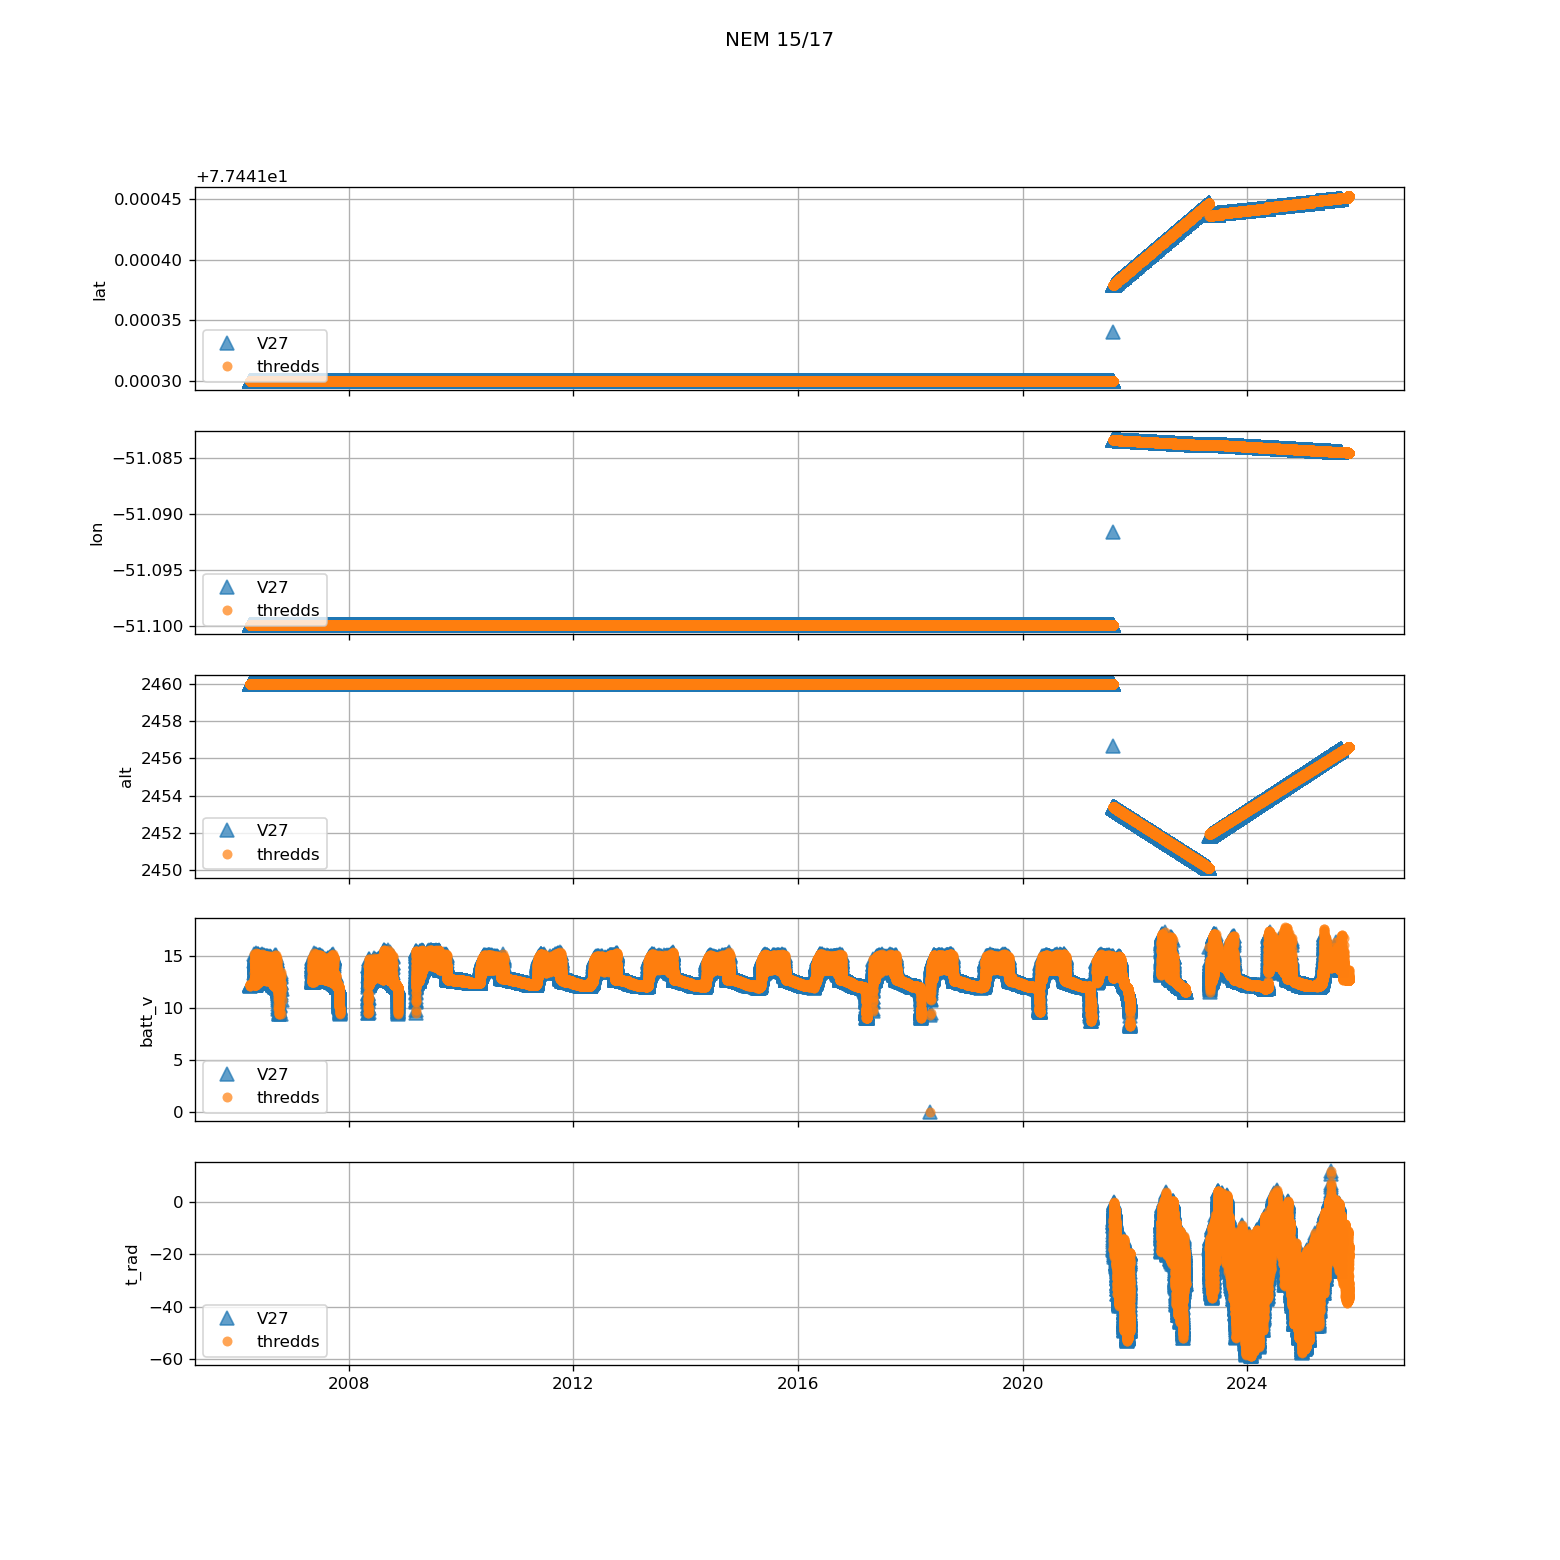 NEM 15/17
+7.7441e1
0.00045
0.00040
0.00035
0.00030
lat
V27
thredds
−51.085
−51.090
−51.095
−51.100
lon
V27
thredds
2460
2458
2456
2454
2452
2450
alt
V27
thredds
15
10
5
0
batt_v
V27
thredds
0
−20
−40
−60
t_rad
V27
thredds
2008 2012 2016 2020 2024